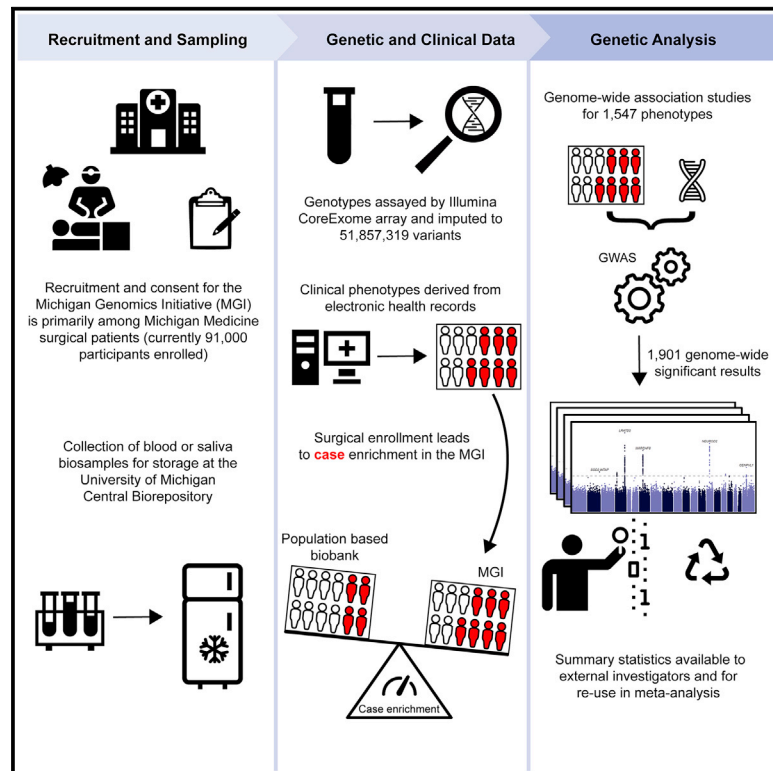 Recruitment and Sampling
Genetic and Clinical Data
Genetic Analysis
Recruitment and consent for the
Michigan Genomics Initiative (MGI)
is primarily among Michigan Medicine
surgical patients (currently 91,000
participants enrolled)
Collection of blood or saliva
biosamples for storage at the
University of Michigan
Central Biorepository
Genotypes assayed by Illumina
CoreExome array and imputed to
51,857,319 variants
Clinical phenotypes derived from
electronic health records
Surgical enrollment leads
to case enrichment in the MGI
Population based
biobank
MGI
Case enrichment
Genome-wide association studies
for 1,547 phenotypes
GWAS
1,901 genome-wide
significant results
1
0
1
Summary statistics available to
external investigators and for
re-use in meta-analysis